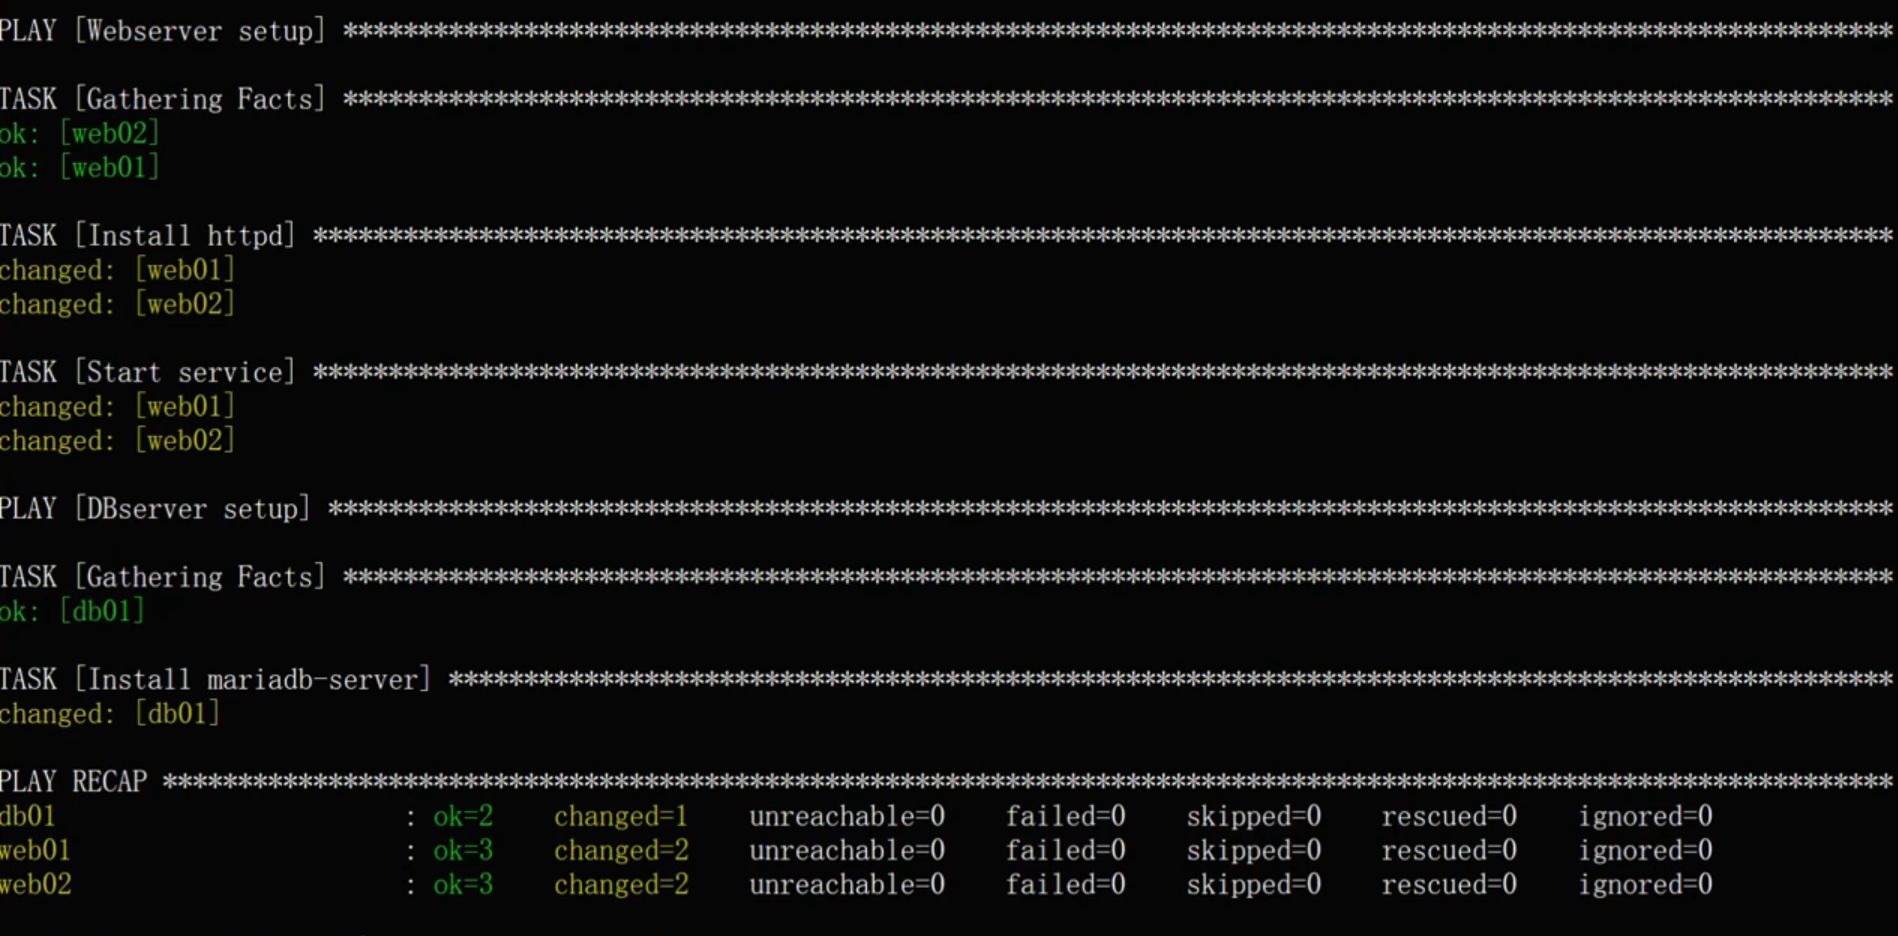 PLAY [Webserver setup] *******************************************************************************************************
TASK [Gathering Facts] *******************************************************************************************************
ok: [web02]
ok: [web01]
TASK [Install httpd] *********************************************************************************************************
changed: [web01]
changed: [web02]
TASK [Start service] *********************************************************************************************************
changed: [web01]
changed: [web02]
PLAY [DBserver setup] ********************************************************************************************************
TASK [Gathering Facts] *******************************************************************************************************
ok: [db01]
TASK [Install mariadb-server] ************************************************************************************************
changed: [db01]
PLAY RECAP *******************************************************************************************************************
db01 : ok=2 changed=1 unreachable=0 failed=0 skipped=0 rescued=0 ignored=0
web01 : ok=3 changed=2 unreachable=0 failed=0 skipped=0 rescued=0 ignored=0
web02 : ok=3 changed=2 unreachable=0 failed=0 skipped=0 rescued=0 ignored=0